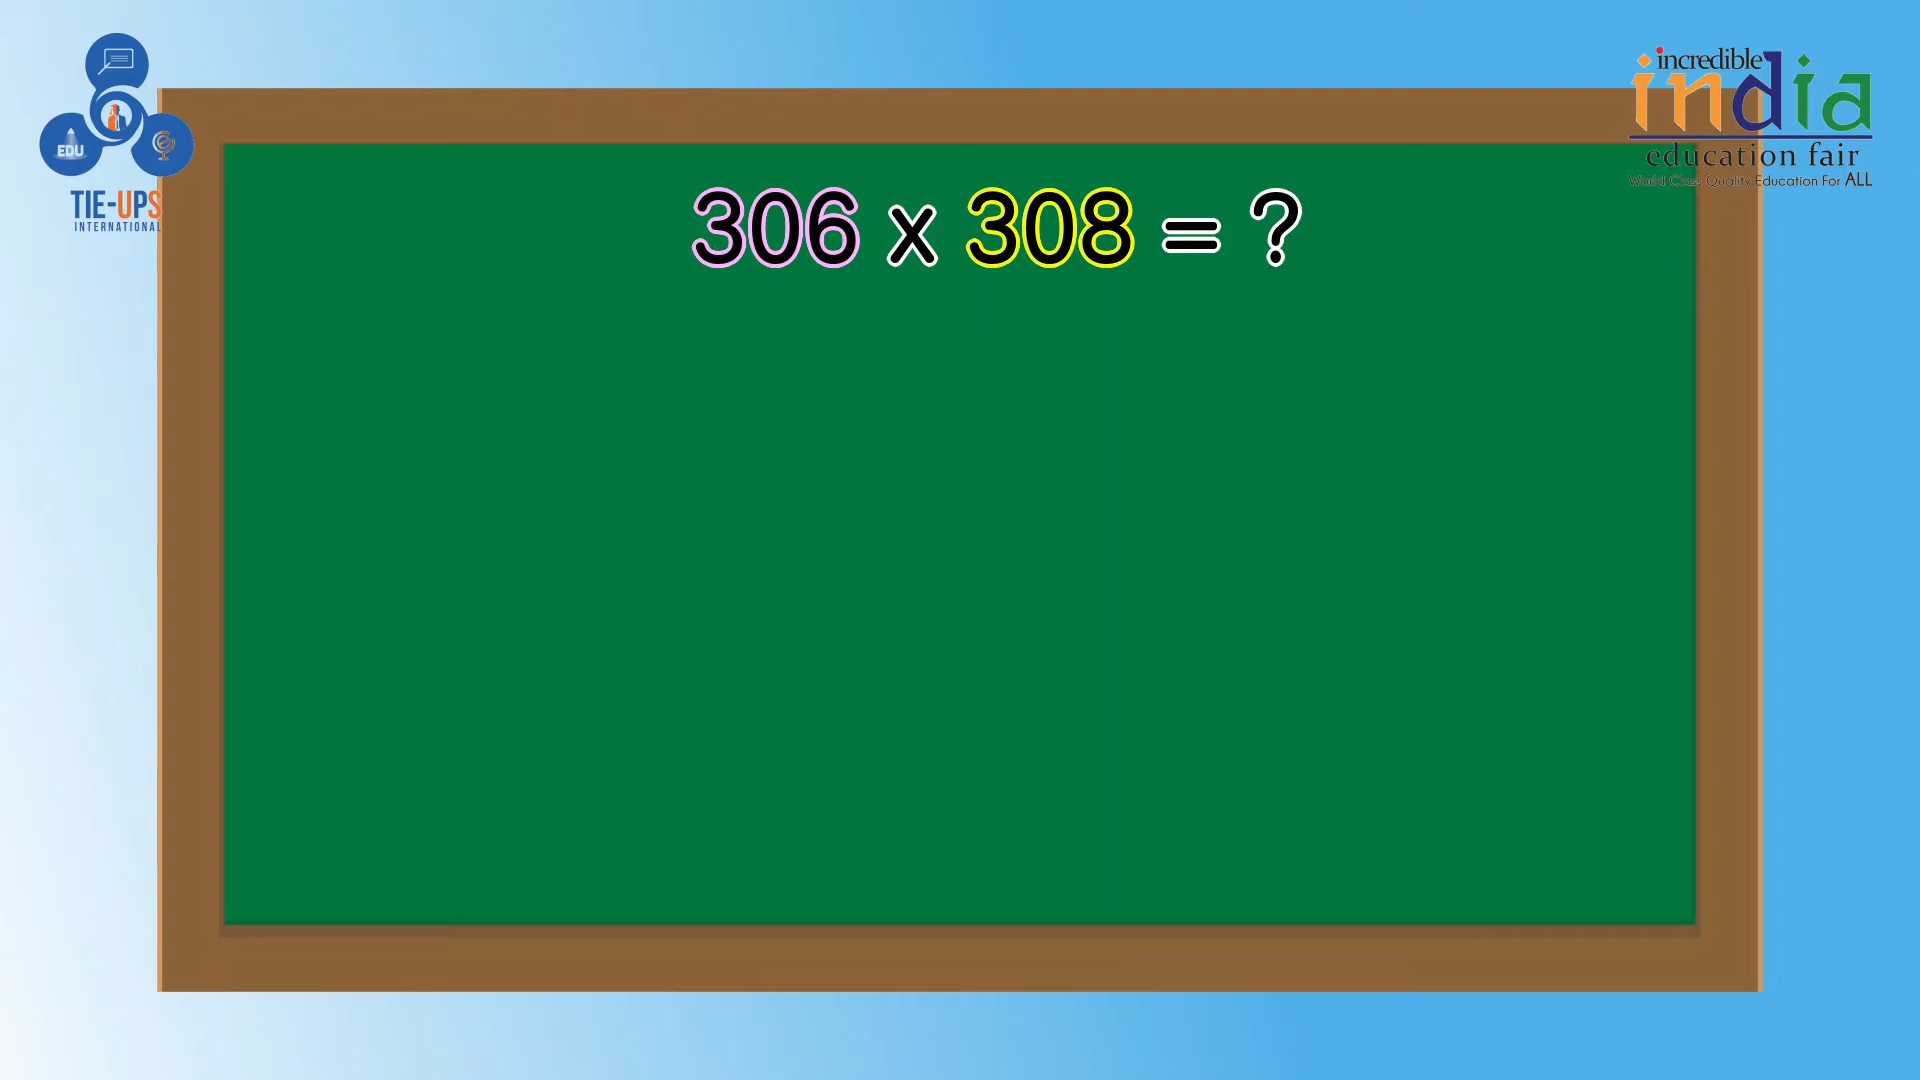 EDU
TIE-UPS
INTERNATIONAL
incredible
india
education fair
World Class Quality Education For ALL
306 x 308 = ?